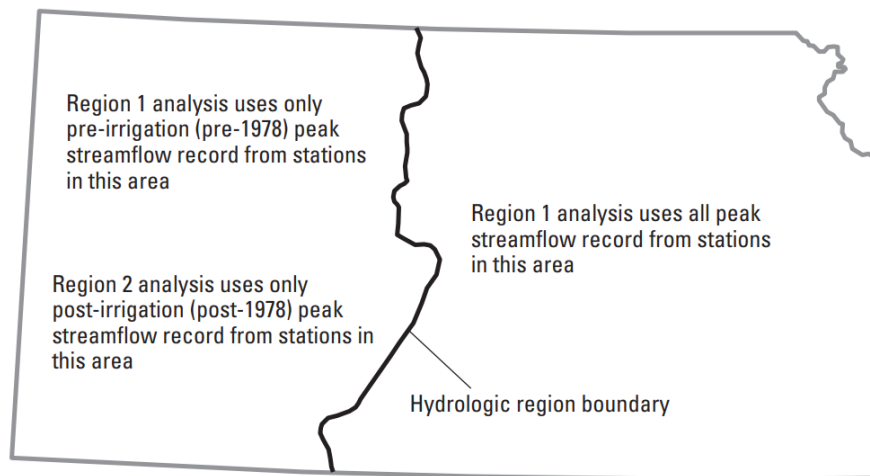 Region 1 analysis uses only
pre-irrigation (pre-1978) peak
streamflow record from stations
in this area
Region 1 analysis uses all peak
streamflow record from stations
in this area
Region 2 analysis uses only
post-irrigation (post-1978) peak
streamflow record from stations in
this area
Hydrologic region boundary